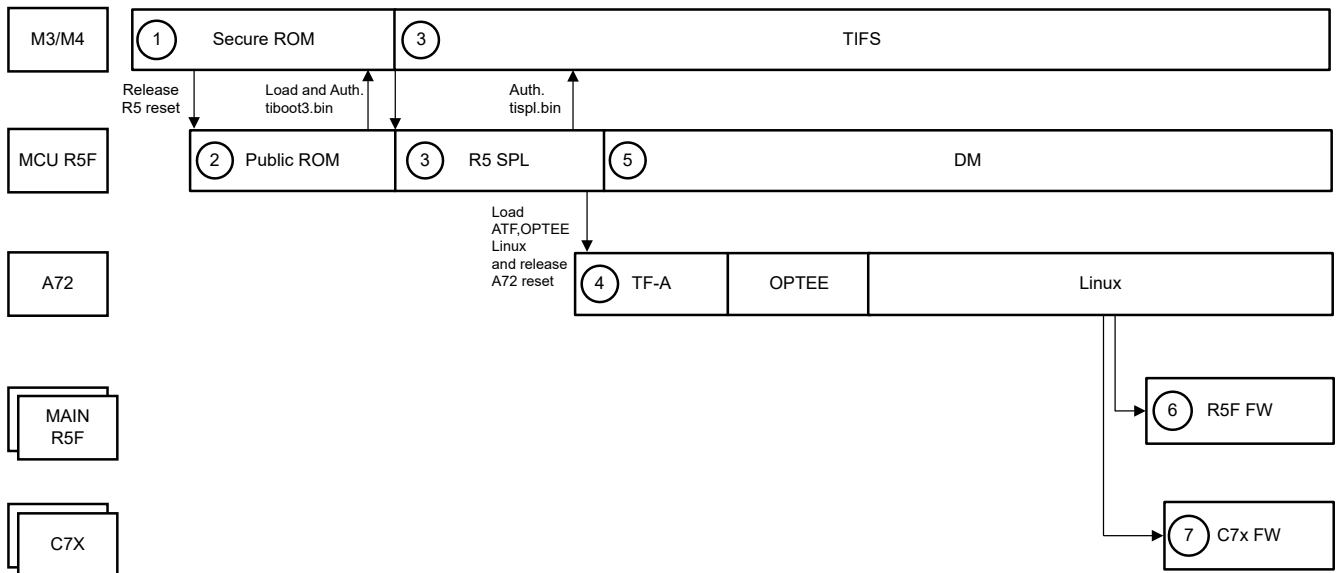 M3/M4
1 Secure ROM
3 TIFS
Release
R5 reset
Load and Auth.
tiboot3.bin
Auth.
tispl.bin
MCU R5F
2 Public ROM
3 R5 SPL
5 DM
Load
ATF,OPTEE
Linux
and release
A72 reset
A72
4 TF-A
OPTEE
Linux
MAIN
R5F
6 R5F FW
C7X
7 C7x FW